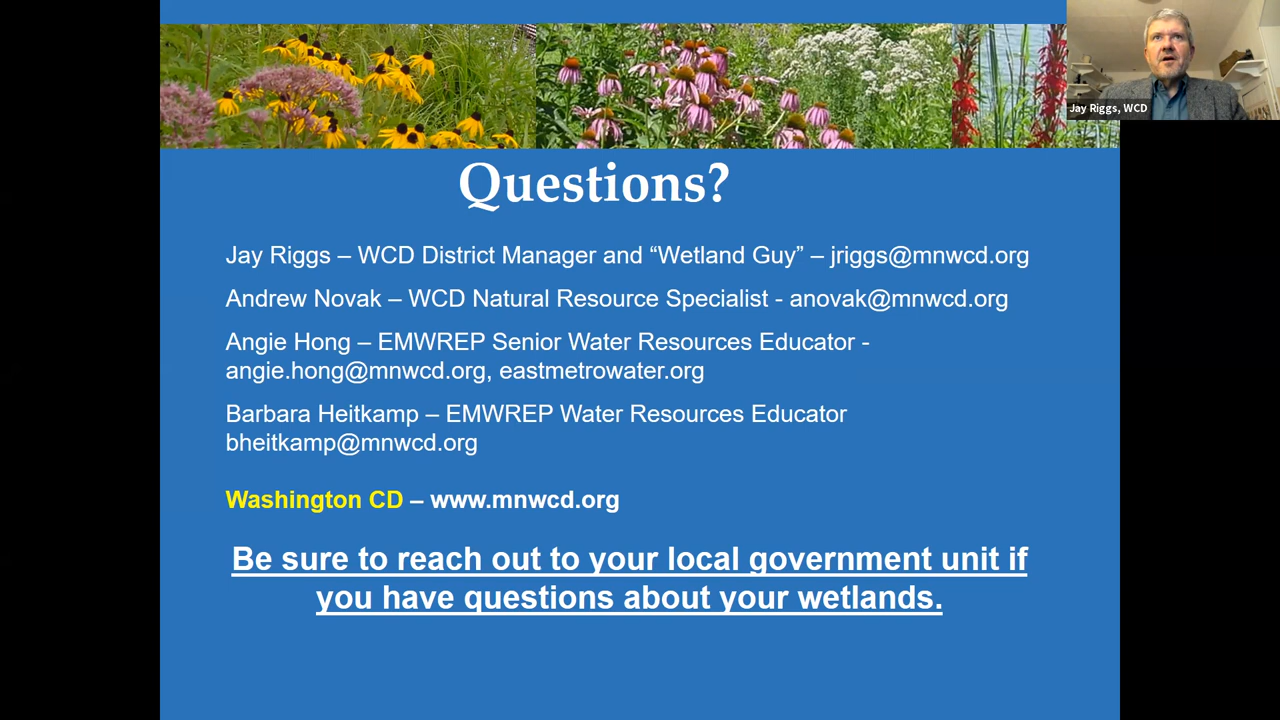 Jay Riggs, WCD
Questions?
Jay Riggs – WCD District Manager and “Wetland Guy” – jriggs@mnwcd.org
Andrew Novak – WCD Natural Resource Specialist - anovak@mnwcd.org
Angie Hong – EMWREP Senior Water Resources Educator -
angie.hong@mnwcd.org, eastmetrowater.org
Barbara Heitkamp – EMWREP Water Resources Educator
bheitkamp@mnwcd.org
Washington CD – www.mnwcd.org
Be sure to reach out to your local government unit if
you have questions about your wetlands.